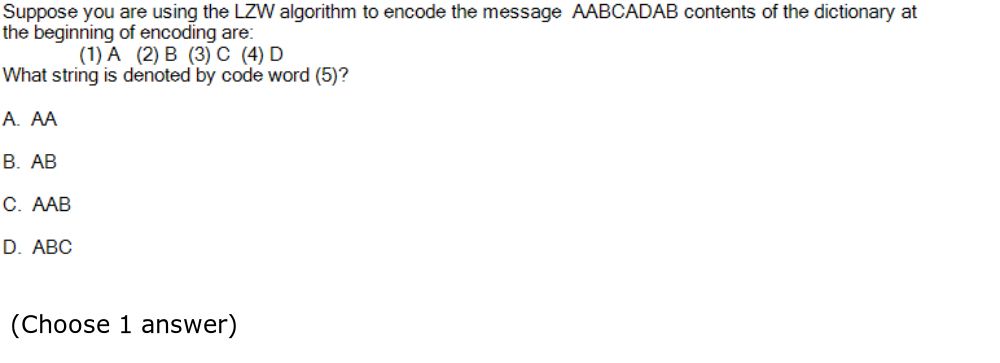 Suppose you are using the LZW algorithm to encode the message  AABCADAB contents of the dictionary at
the beginning of encoding are:
(1) A   (2) B  (3) C  (4) D
What string is denoted by code word (5)?
A.  AA
B.  AB
C.  AAB
D.  ABC
(Choose 1 answer)